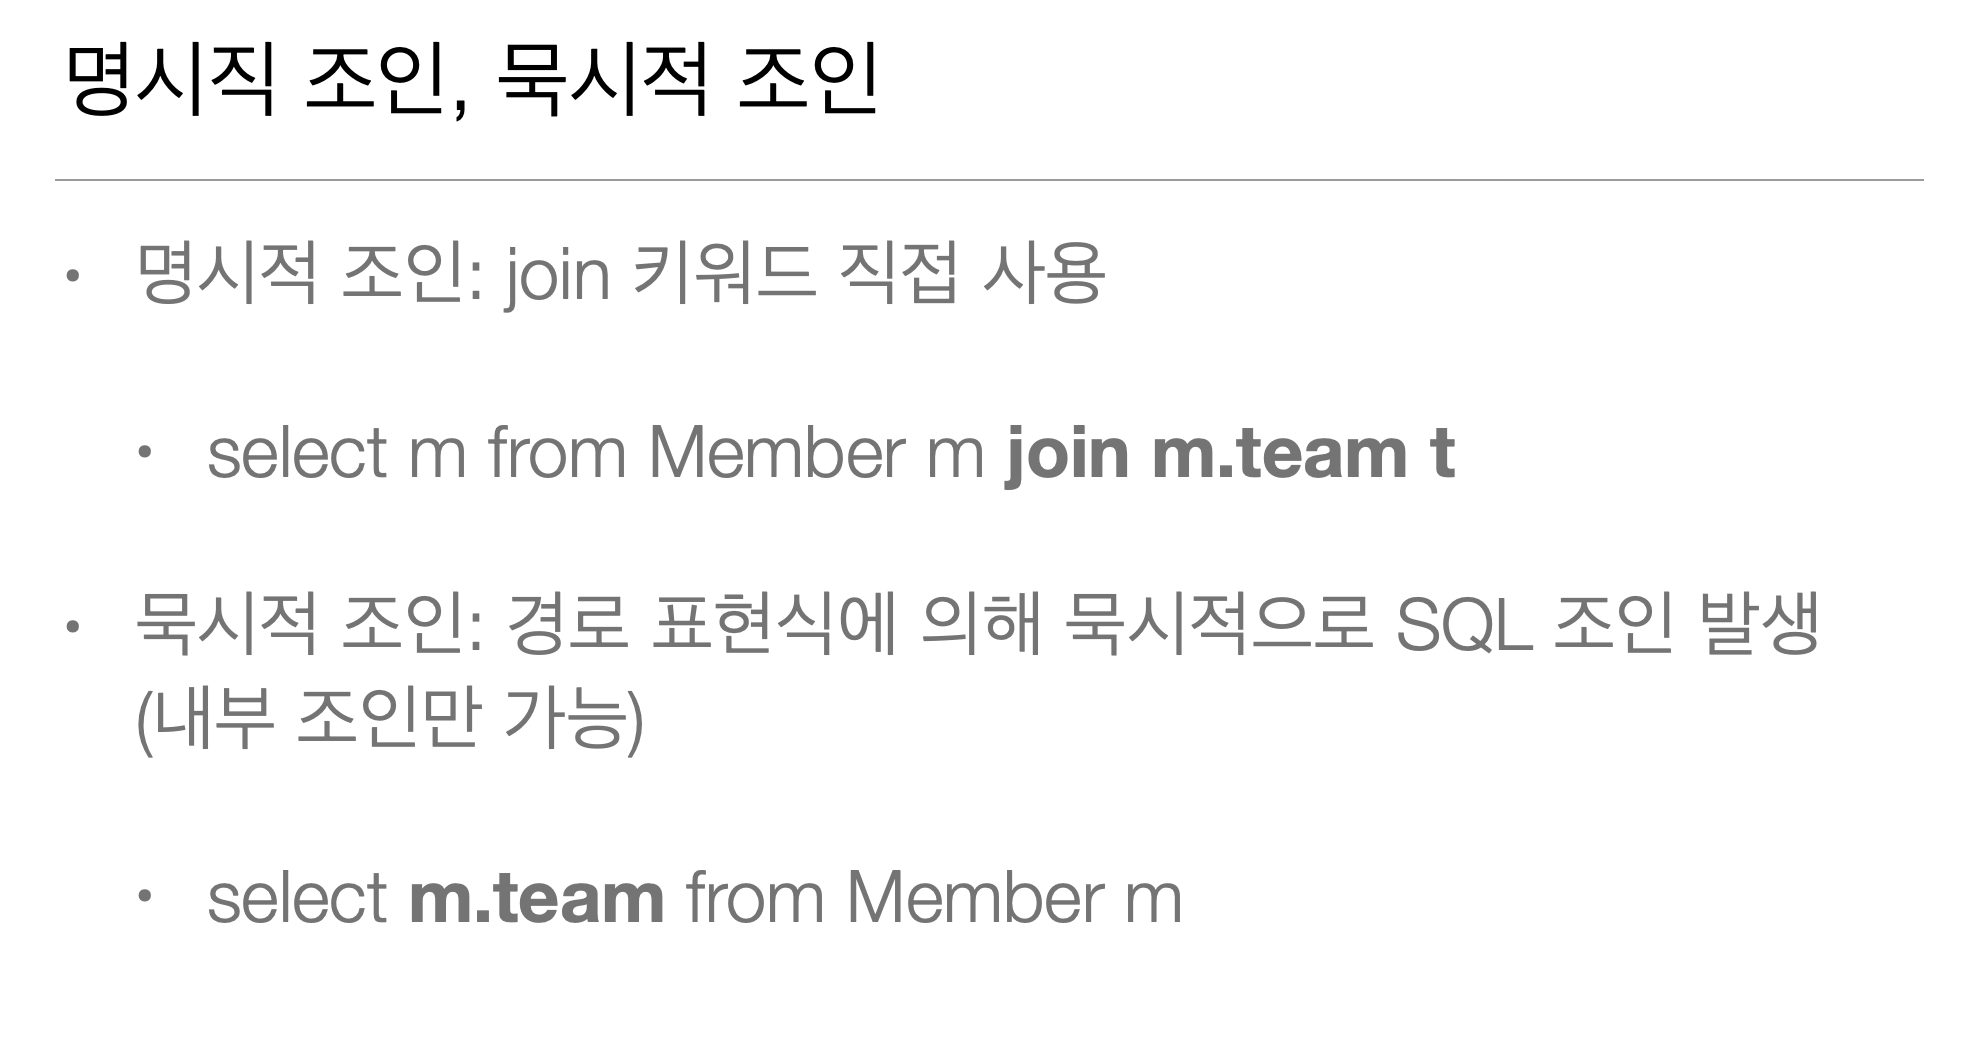 명시직 조인, 묵시적 조인
• 명시적 조인: join 키워드 직접 사용
• select m from Member m join m.team t
• 묵시적 조인: 경로 표현식에 의해 묵시적으로 SQL 조인 발생
(내부 조인만 가능)
• select m.team from Member m